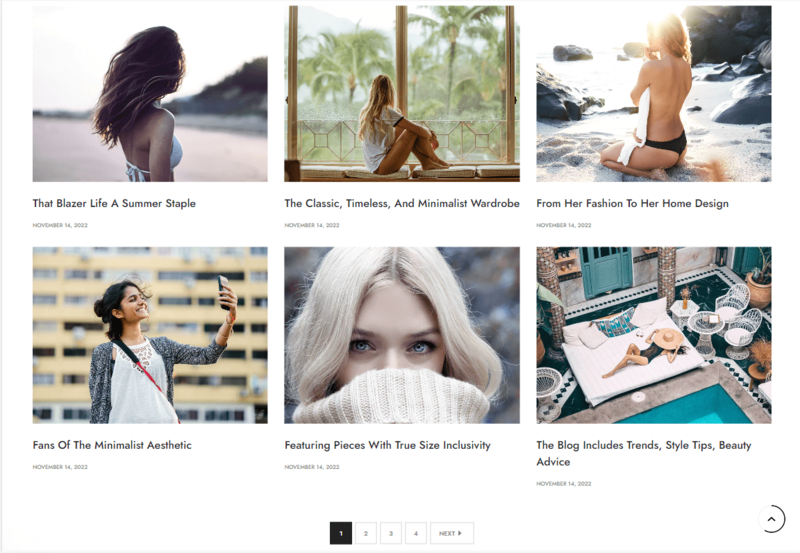 That Blazer Life A Summer Staple
NOVEMBER 14, 2022
The Classic, Timeless, And Minimalist Wardrobe
NOVEMBER 14, 2022
From Her Fashion To Her Home Design
NOVEMBER 14, 2022
Fans Of The Minimalist Aesthetic
NOVEMBER 14, 2022
Featuring Pieces With True Size Inclusivity
NOVEMBER 14, 2022
The Blog Includes Trends, Style Tips, Beauty
Advice
NOVEMBER 14, 2022
1 2 3 4 NEXT